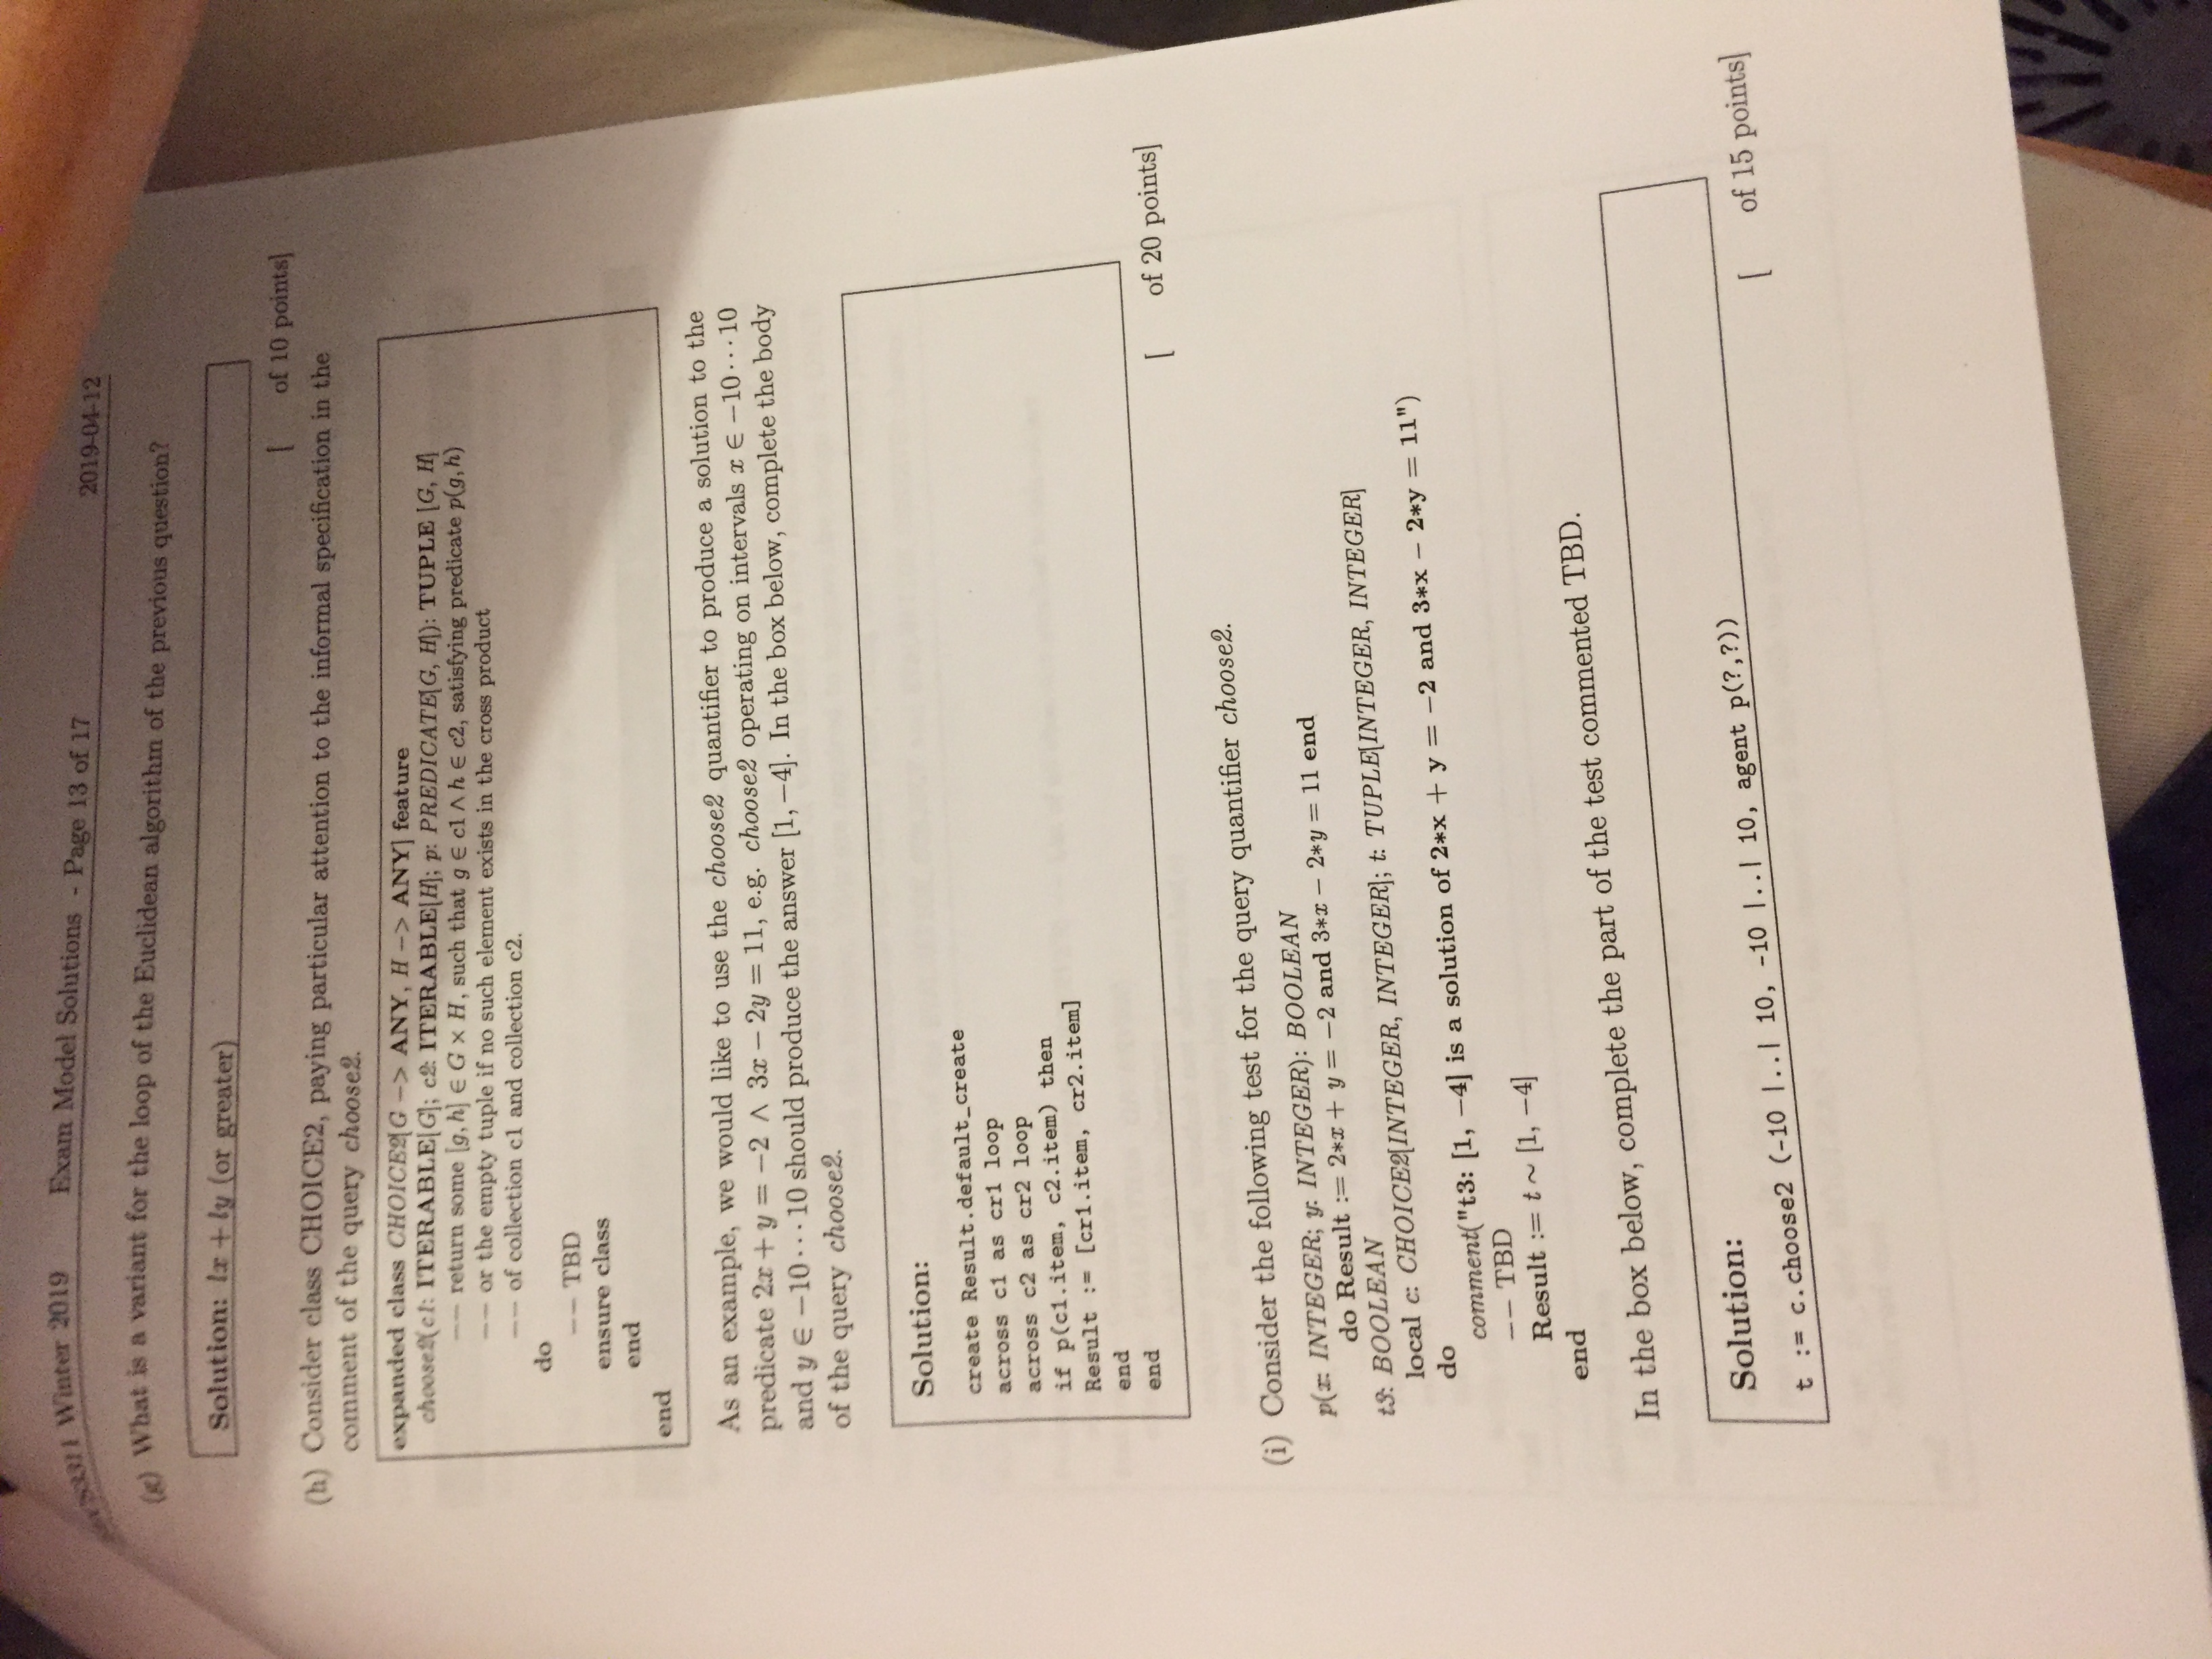 3311 Winter 2019 Exam Model Solutions - Page 13 of 17 2019-04-12
(g) What is a variant for the loop of the Euclidean algorithm of the previous question?
Solution: lx + ly (or greater)
[ of 10 points]
(h) Consider class CHOICE2, paying particular attention to the informal specification in the
comment of the query choose2.
expanded class CHOICE2[G -> ANY, H -> ANY] feature
choose2(c1: ITERABLE[G]; c2: ITERABLE[H]; p: PREDICATE[G, H]): TUPLE [G, H]
-- return some [g, h] ∈ G × H, such that g ∈ c1 ∧ h ∈ c2, satisfying predicate p(g, h)
-- or the empty tuple if no such element exists in the cross product
-- of collection c1 and collection c2.
do
-- TBD
ensure class
end
end
As an example, we would like to use the choose2 quantifier to produce a solution to the
predicate 2x + y = −2 ∧ 3x − 2y = 11, e.g. choose2 operating on intervals x ∈ −10 ··· 10
and y ∈ −10 ··· 10 should produce the answer [1, −4]. In the box below, complete the body
of the query choose2.
Solution:
create Result.default_create
across c1 as cr1 loop
across c2 as cr2 loop
if p(c1.item, c2.item) then
Result := [cr1.item, cr2.item]
end
end
[ of 20 points]
(i) Consider the following test for the query quantifier choose2.
p(x: INTEGER; y: INTEGER): BOOLEAN
do Result := 2*x + y = −2 and 3*x − 2*y = 11 end
t3: BOOLEAN
local c: CHOICE2[INTEGER, INTEGER]; t: TUPLE[INTEGER, INTEGER]
do
comment("t3: [1, −4] is a solution of 2*x + y = −2 and 3*x − 2*y = 11")
-- TBD
Result := t ~ [1, −4]
end
In the box below, complete the part of the test commented TBD.
Solution:
t := c.choose2 (-10 |..| 10, -10 |..| 10, agent p(?,?))
[ of 15 points]